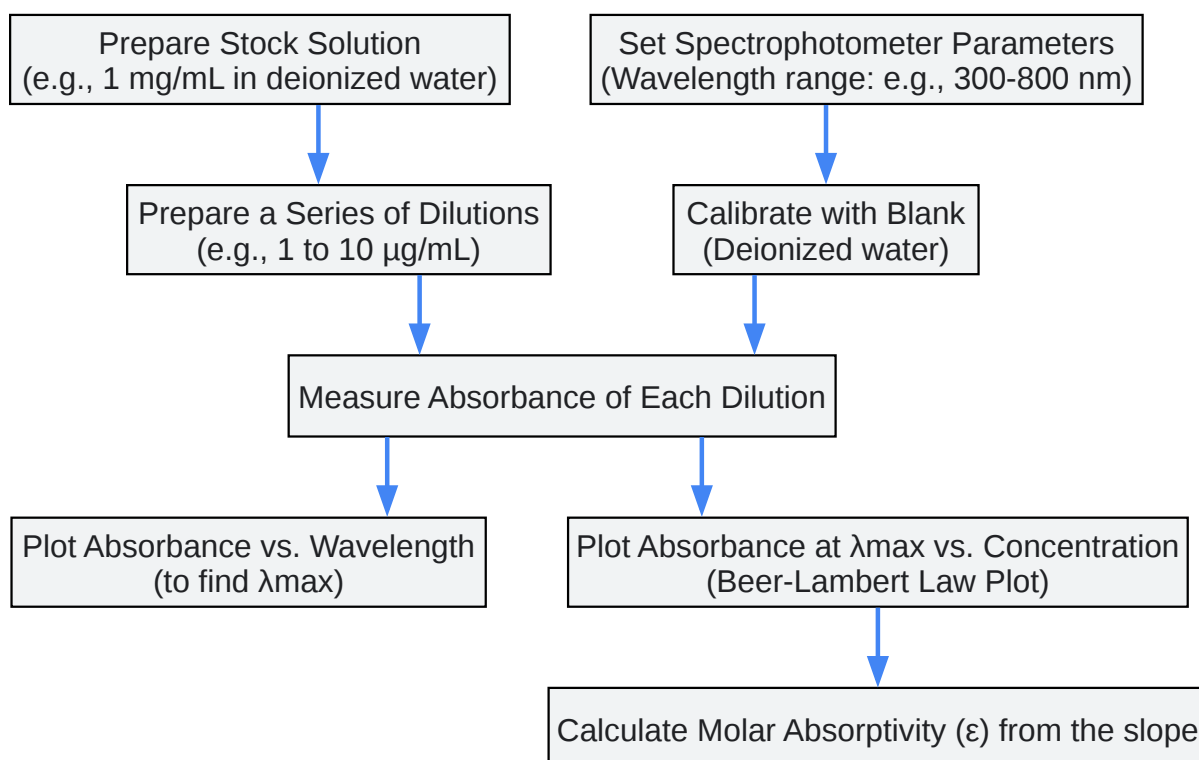 Prepare Stock Solution
(e.g., 1 mg/mL in deionized water)
Set Spectrophotometer Parameters
(Wavelength range: e.g., 300-800 nm)
Prepare a Series of Dilutions
(e.g., 1 to 10 µg/mL)
Calibrate with Blank
(Deionized water)
Measure Absorbance of Each Dilution
Plot Absorbance vs. Wavelength
(to find λmax)
Plot Absorbance at λmax vs. Concentration
(Beer-Lambert Law Plot)
Calculate Molar Absorptivity (ε) from the slope